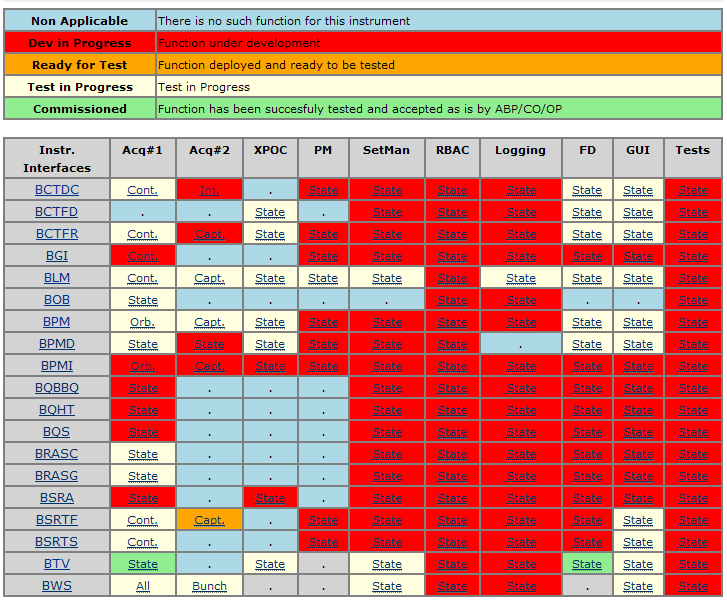 Non Applicable There is no such function for this instrument
Dev in Progress Function under development
Ready for Test Function deployed and ready to be tested
Test in Progress Test in Progress
Commissioned Function has been succesfuly tested and accepted as is by ABP/CO/OP
Instr. Interfaces Acq#1 Acq#2 XPOC PM SetMan RBAC Logging FD GUI Tests
BCTDC Cont. Im. . State State State State State State State
BCTFD . . State . State State State State State State
BCTFR Cont. Capt. State State State State State State State State
BGI Cont. . . State State State State State State State
BLM Cont. Capt. State State State State State State State State
BOB State . . . . State State . . State
BPM Orb. Capt. State State State State State State State State
BPMD State State State State State State . State State State
BPMI Orb. Capt. State State State State State State State State
BQBBQ State . . . State State State State State State
BQHT State . . . State State State State State State
BQS State . . . State State State State State State
BRASC State . . . State State State State State State
BRASG State . . . State State State State State State
BSRA State . State . State State State State State State
BSRTF Cont. Capt. . State State State State State State State
BSRTS Cont. . . State State State State State State State
BTV State . State . State State State State State State
BWS All Bunch . . State State State . State State